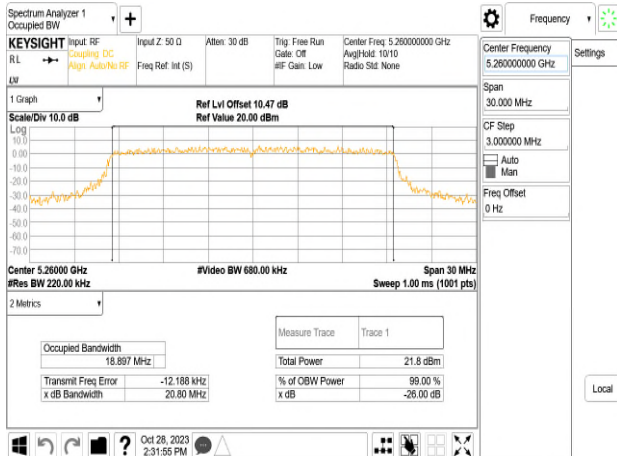 Spectrum Analyzer 1
Occupied BW
+
Frequency
KEYSIGHT
RL
Input: RF
Coupling: DC
Align: Auto/No RF
Input Z: 50 Ω
Freq Ref: Int (S)
Atten: 30 dB
Trig: Free Run
Gate: Off
#IF Gain: Low
Center Freq: 5.260000000 GHz
Avg|Hold: 10/10
Radio Std: None
Center Frequency
5.260000000 GHz
Settings
Span
30.000 MHz
CF Step
3.000000 MHz
Auto
Man
Freq Offset
0 Hz
Local
1 Graph
Scale/Div 10.0 dB
Ref Lvl Offset 10.47 dB
Ref Value 20.00 dBm
Log
10.0
0.00
-10.0
-20.0
-30.0
-40.0
-50.0
-60.0
-70.0
Center 5.26000 GHz
#Video BW 680.00 kHz
Span 30 MHz
#Res BW 220.00 kHz
Sweep 1.00 ms (1001 pts)
2 Metrics
Measure Trace
Trace 1
Occupied Bandwidth
18.897 MHz
Total Power
21.8 dBm
Transmit Freq Error
-12.188 kHz
% of OBW Power
99.00 %
x dB Bandwidth
20.80 MHz
x dB
-26.00 dB
?
Oct 28, 2023
2:31:55 PM